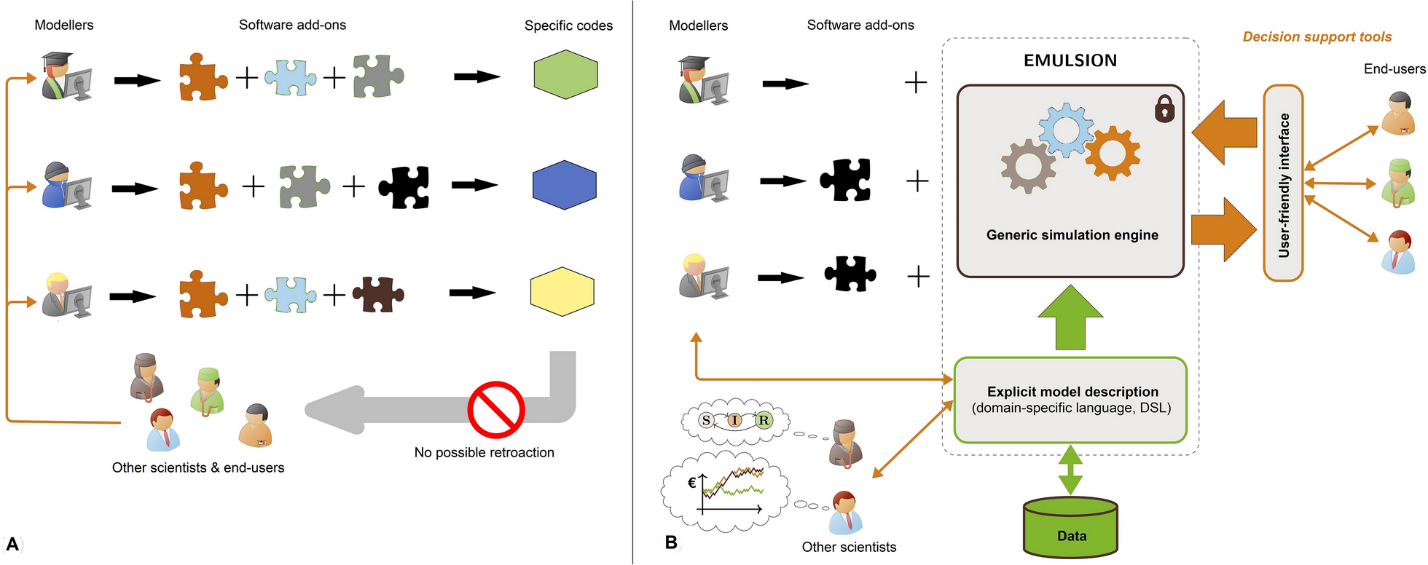 Modellers
Software add-ons
Specific codes
+
+
+
+
+
+
No possible retroaction
Other scientists & end-users
A
Modellers
Software add-ons
Decision support tools
End-users
EMULSION
+
+
+
Generic simulation engine
User-friendly interface
Explicit model description
(domain-specific language, DSL)
S I R
€
Other scientists
Data
B